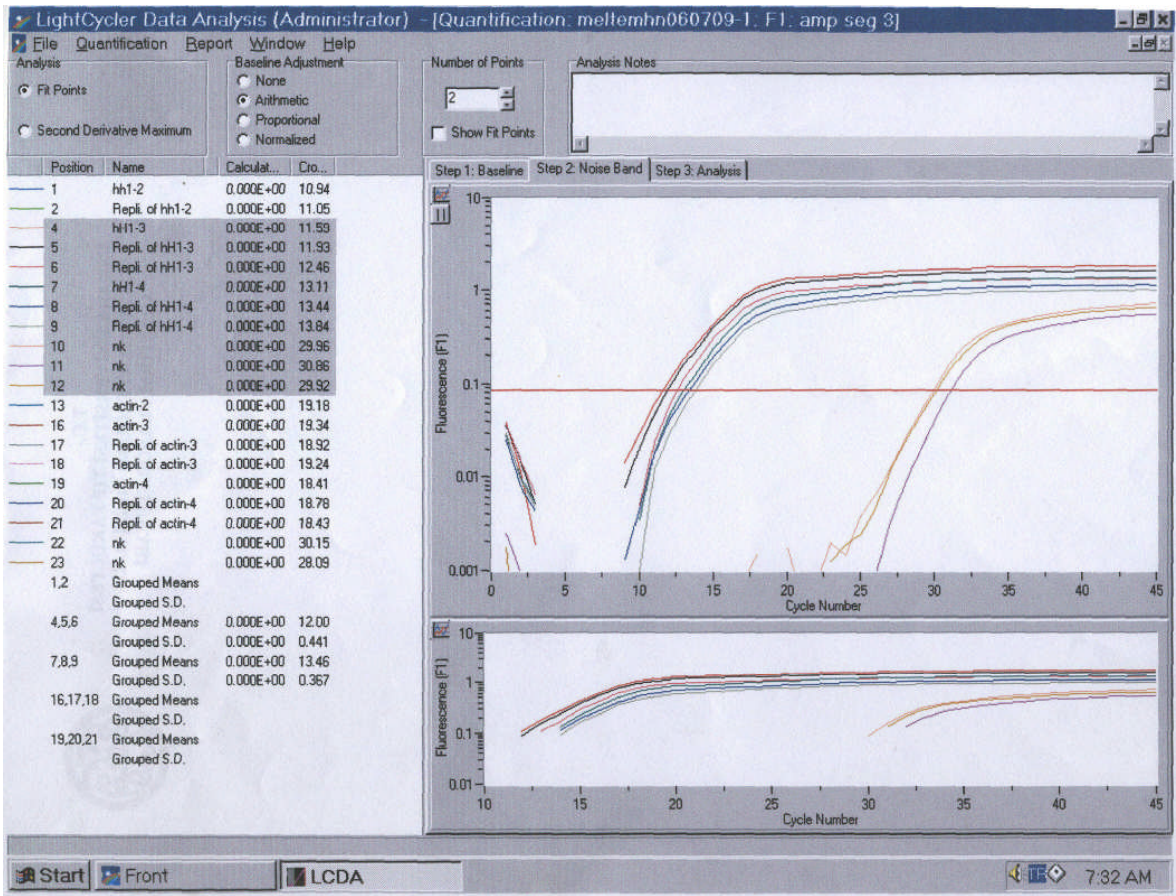 LightCycler Data Analysis (Administrator) - [Quantification: meltemhn060709-1; F1; amp seg 3]
File Quantification Report Window Help
Analysis
Fit Points
Second Derivative Maximum
Baseline Adjustment
None
Arithmetic
Proportional
Normalized
Number of Points
2
Show Fit Points
Analysis Notes
Position Name Calculat... Cro...
1 hh1-2 0.000E+00 10.94
2 Repli. of hh1-2 0.000E+00 11.05
4 hH1-3 0.000E+00 11.59
5 Repli. of hH1-3 0.000E+00 11.93
6 Repli. of hH1-3 0.000E+00 12.46
7 hH1-4 0.000E+00 13.11
8 Repli. of hH1-4 0.000E+00 13.44
9 Repli. of hH1-4 0.000E+00 13.84
10 nk 0.000E+00 29.96
11 nk 0.000E+00 30.86
12 nk 0.000E+00 29.92
13 actin-2 0.000E+00 19.18
16 actin-3 0.000E+00 19.34
17 Repli. of actin-3 0.000E+00 18.92
18 Repli. of actin-3 0.000E+00 19.24
19 actin-4 0.000E+00 18.41
20 Repli. of actin-4 0.000E+00 18.78
21 Repli. of actin-4 0.000E+00 18.43
22 nk 0.000E+00 30.15
23 nk 0.000E+00 28.09
1,2 Grouped Means
Grouped S.D.
4,5,6 Grouped Means 0.000E+00 12.00
Grouped S.D. 0.000E+00 0.441
7,8,9 Grouped Means 0.000E+00 13.46
Grouped S.D. 0.000E+00 0.367
16,17,18 Grouped Means
Grouped S.D.
19,20,21 Grouped Means
Grouped S.D.
Step 1: Baseline Step 2: Noise Band Step 3: Analysis
10
1
0.1
0.01
0.001
Fluorescence (F1)
0 5 10 15 20 25 30 35 40 45
Cycle Number
10
1
0.1
0.01
Fluorescence (F1)
10 15 20 25 30 35 40 45
Cycle Number
Start Front LCDA 7:32 AM